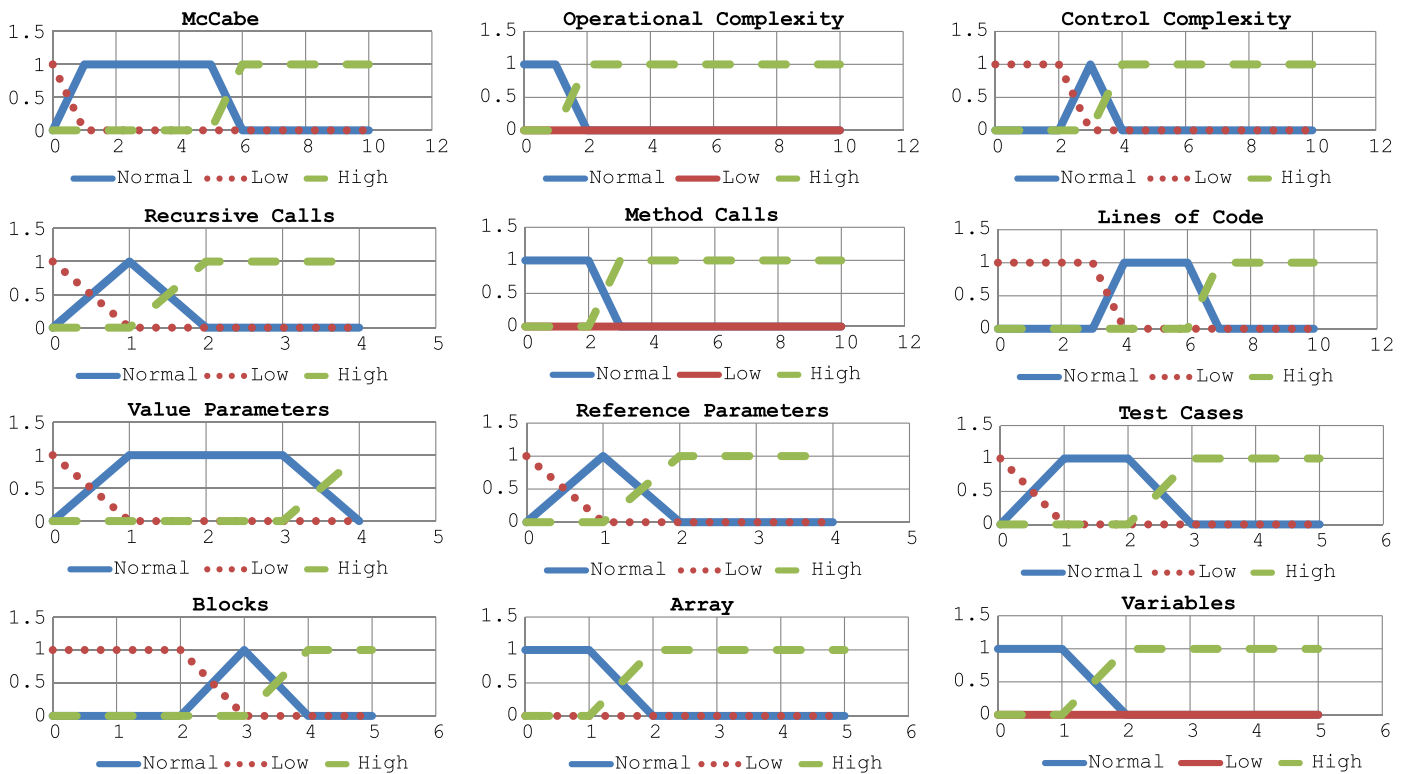 McCabe
1.5
1
0.5
0
0 2 4 6 8 10 12
Normal Low High
Operational Complexity
1.5
1
0.5
0
0 2 4 6 8 10 12
Normal Low High
Control Complexity
1.5
1
0.5
0
0 2 4 6 8 10 12
Normal Low High
Recursive Calls
1.5
1
0.5
0
0 1 2 3 4 5
Normal Low High
Method Calls
1.5
1
0.5
0
0 2 4 6 8 10 12
Normal Low High
Lines of Code
1.5
1
0.5
0
0 2 4 6 8 10 12
Normal Low High
Value Parameters
1.5
1
0.5
0
0 1 2 3 4 5
Normal Low High
Reference Parameters
1.5
1
0.5
0
0 1 2 3 4 5
Normal Low High
Test Cases
1.5
1
0.5
0
0 1 2 3 4 5 6
Normal Low High
Blocks
1.5
1
0.5
0
0 1 2 3 4 5 6
Normal Low High
Array
1.5
1
0.5
0
0 1 2 3 4 5 6
Normal Low High
Variables
1.5
1
0.5
0
0 1 2 3 4 5 6
Normal Low High